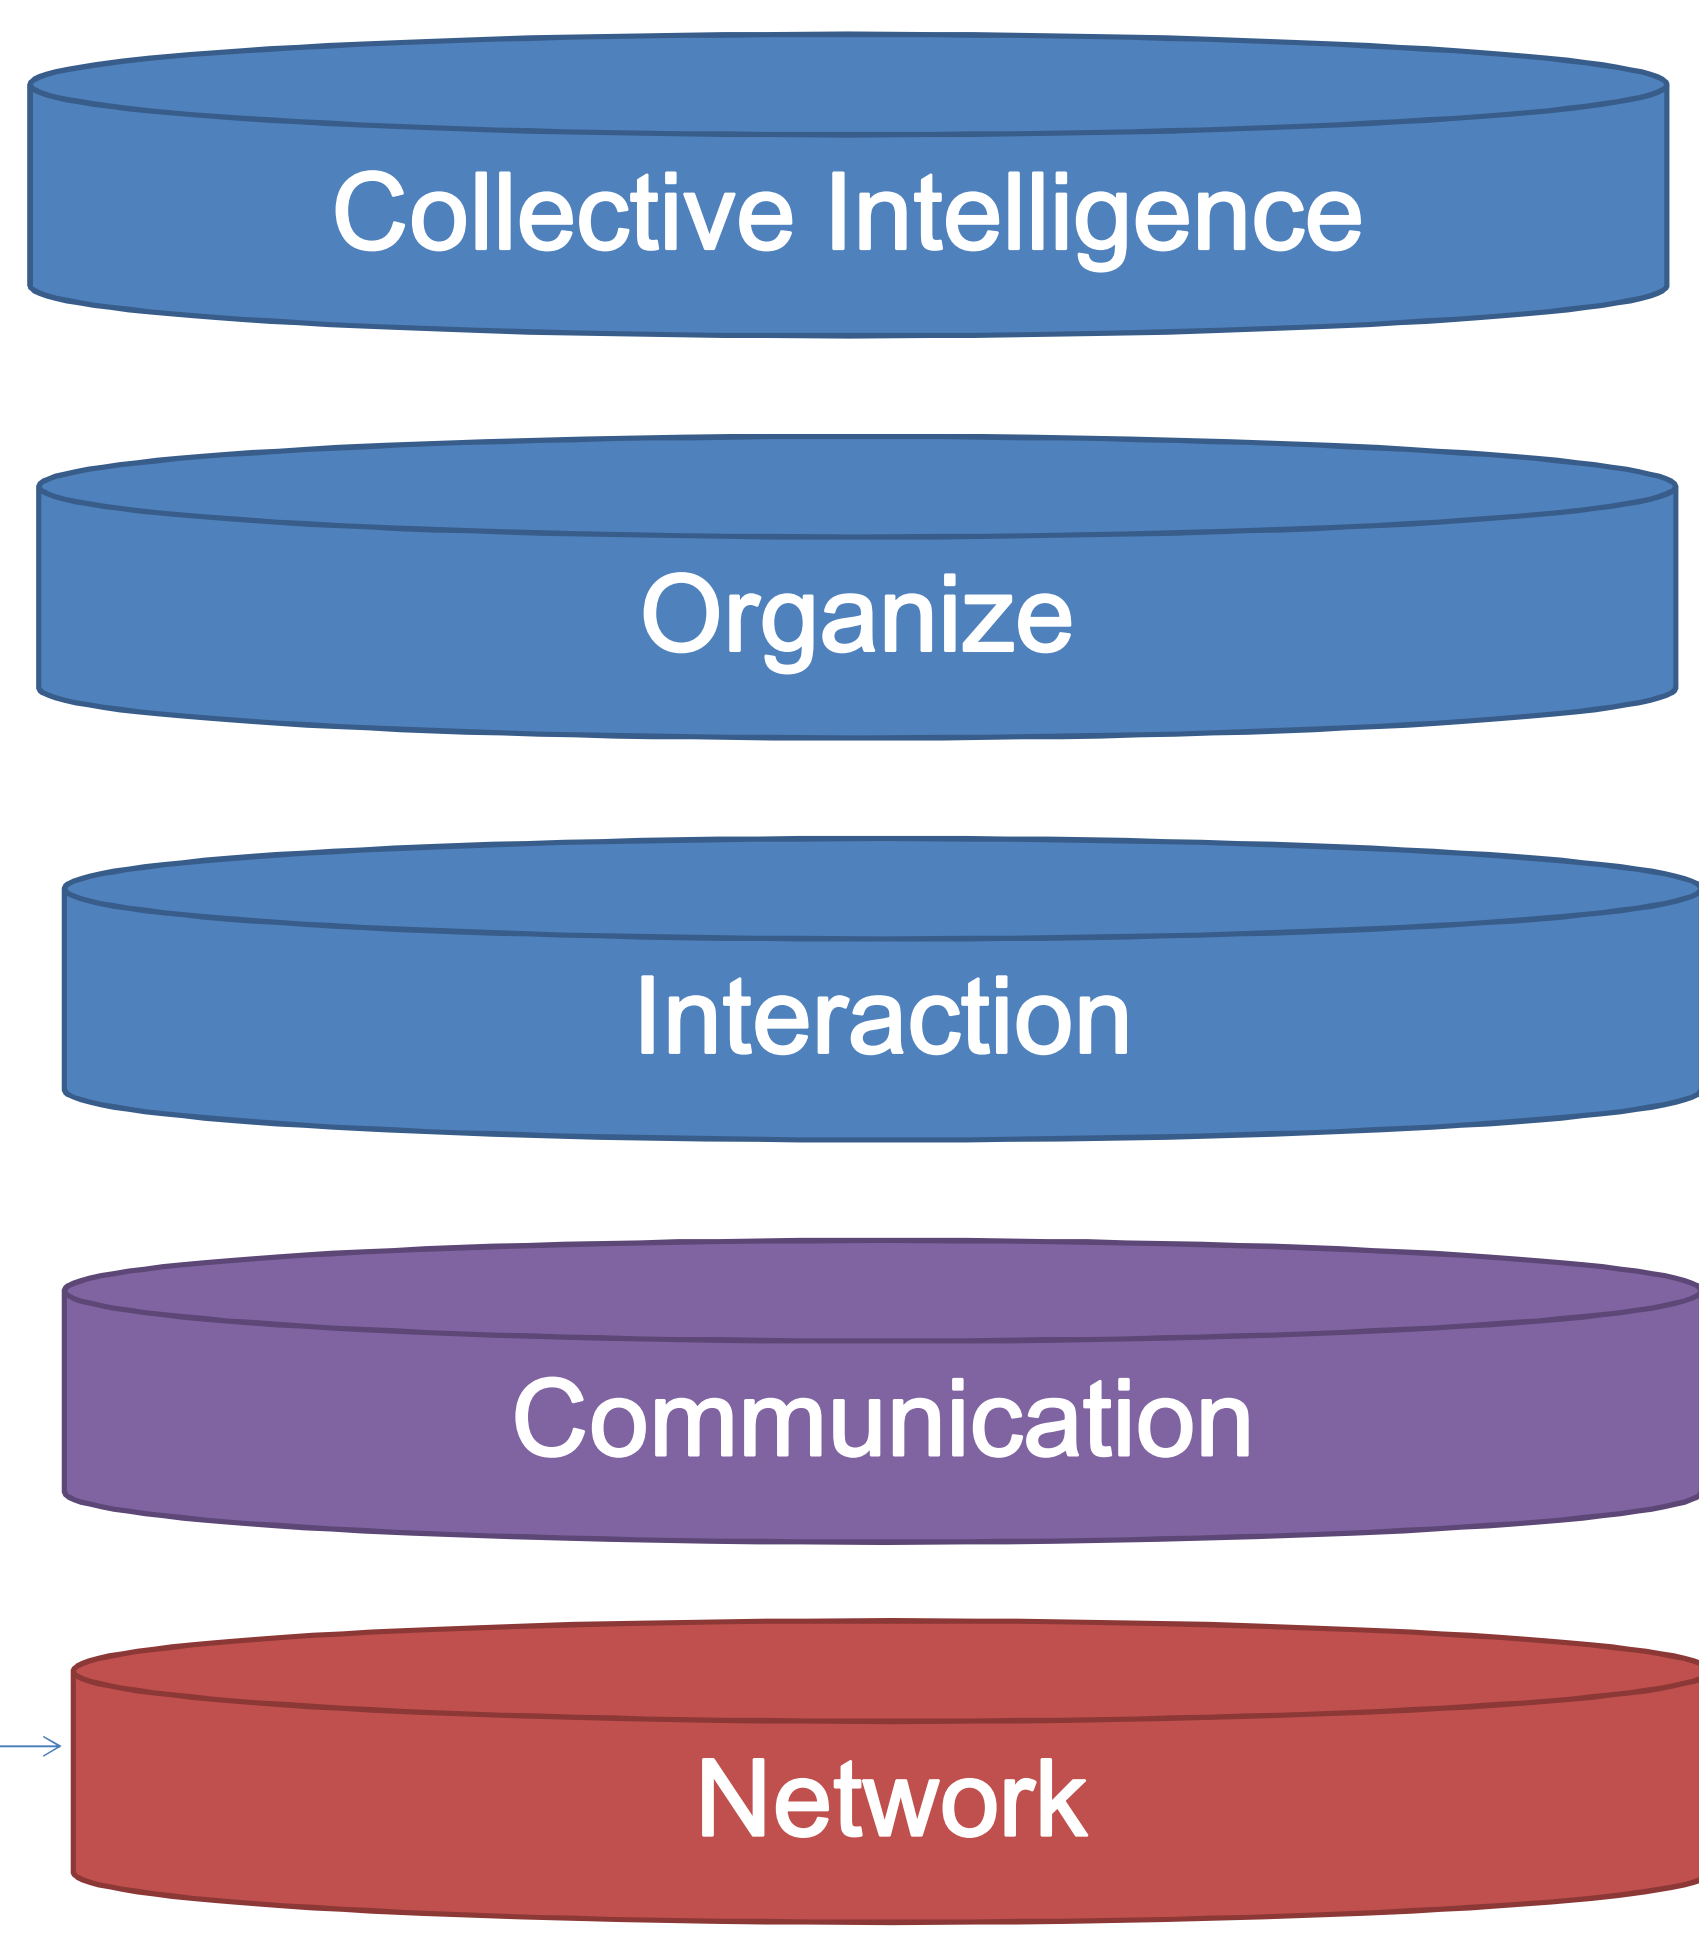 Collective Intelligence
Organize
Interaction
Communication
Network